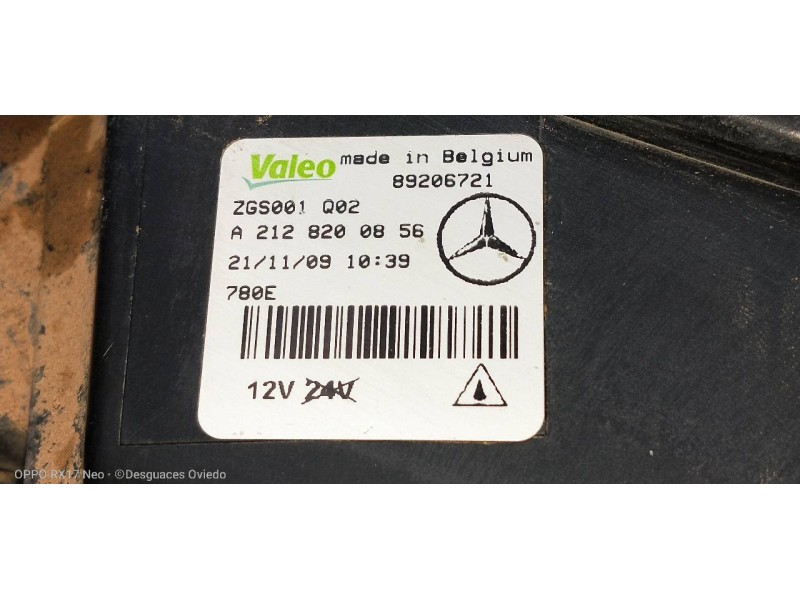 Valeo made in Belgium
89206721
ZGS001 Q02
A 212 820 08 56
21/11/09 10:39
780E
12V 24V
OPPO RX17 Neo · ©Desguaces Oviedo